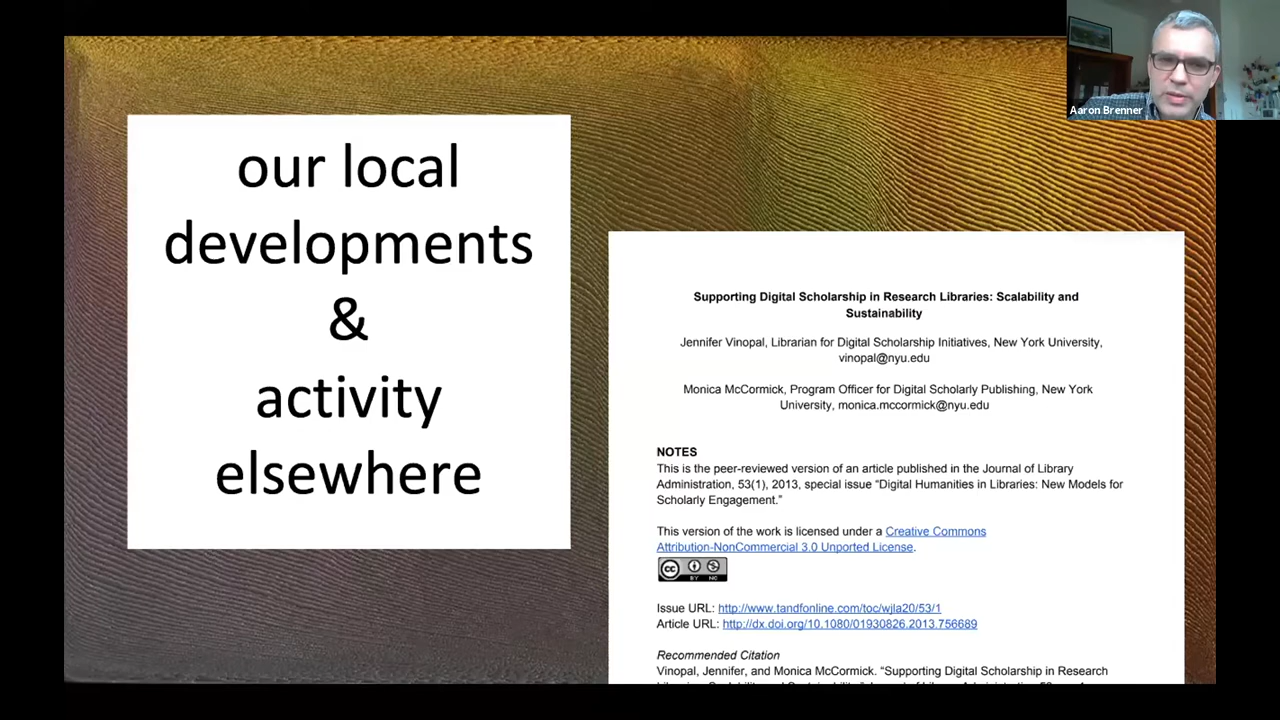 Aaron Brenner
our local
developments
&
activity
elsewhere
Supporting Digital Scholarship in Research Libraries: Scalability and
Sustainability
Jennifer Vinopal, Librarian for Digital Scholarship Initiatives, New York University,
vinopal@nyu.edu
Monica McCormick, Program Officer for Digital Scholarly Publishing, New York
University, monica.mccormick@nyu.edu
NOTES
This is the peer-reviewed version of an article published in the Journal of Library
Administration, 53(1), 2013, special issue “Digital Humanities in Libraries: New Models for
Scholarly Engagement.”
This version of the work is licensed under a Creative Commons
Attribution-NonCommercial 3.0 Unported License.
cc BY NC
Issue URL: http://www.tandfonline.com/toc/wjla20/53/1
Article URL: http://dx.doi.org/10.1080/01930826.2013.756689
Recommended Citation
Vinopal, Jennifer, and Monica McCormick. “Supporting Digital Scholarship in Research